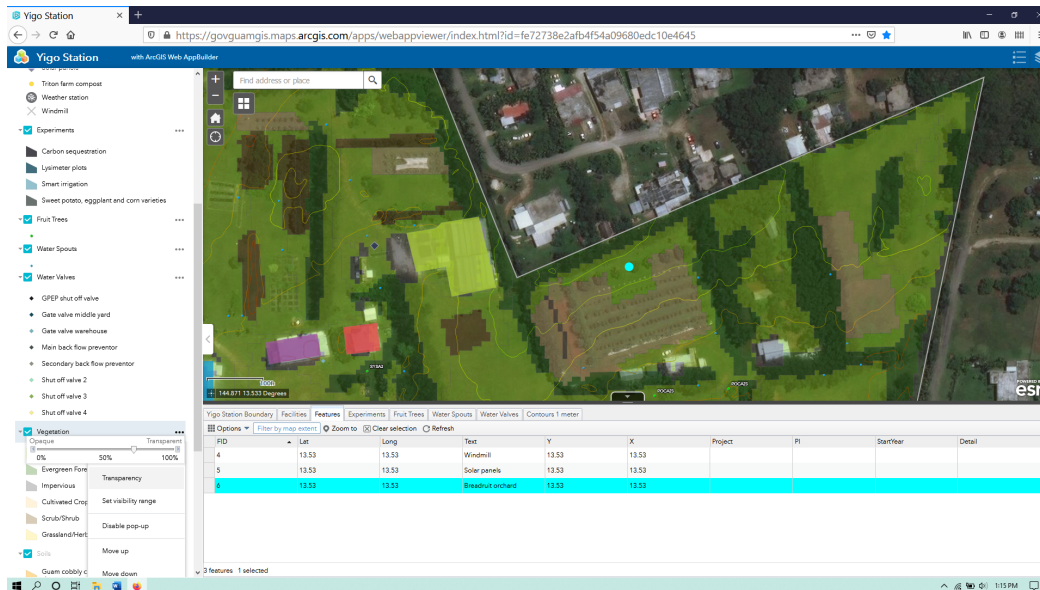 Yigo Station
https://govguamgis.maps.arcgis.com/apps/webappviewer/index.html?id=fe72738e2afb4f54a09680edc10e4645
Yigo Station with ArcGIS Web AppBuilder
Triton farm compost
Weather station
Windmill
Experiments
Carbon sequestration
Lysimeter plots
Smart irrigation
Sweet potato, eggplant and corn varieties
Fruit Trees
Water Spouts
Water Valves
GPEP shut off valve
Gate valve middle yard
Gate valve warehouse
Main back flow preventor
Secondary back flow preventor
Shut off valve 2
Shut off valve 3
Shut off valve 4
Vegetation
Opaque Transparent
0% 50% 100%
Evergreen Fore
Impervious
Cultivated Crop
Scrub/Shrub
Grassland/Herb
Soils
Guam cobbly c
Transparency
Set visibility range
Disable pop-up
Move up
Move down
Find address or place
SYBA2
POCA25
POCA25
100ft
144.871 13.533 Degrees
POWERED B
esr
Yigo Station Boundary Facilities Features Experiments Fruit Trees Water Spouts Water Valves Contours 1 meter
Options Filter by map extent Zoom to Clear selection Refresh
FID Lat Long Text Y X Project PI StartYear Detail
4 13.53 13.53 Windmill 13.53 13.53
5 13.53 13.53 Solar panels 13.53 13.53
6 13.53 13.53 Breadruit orchard 13.53 13.53
3 features 1 selected
1:15 PM